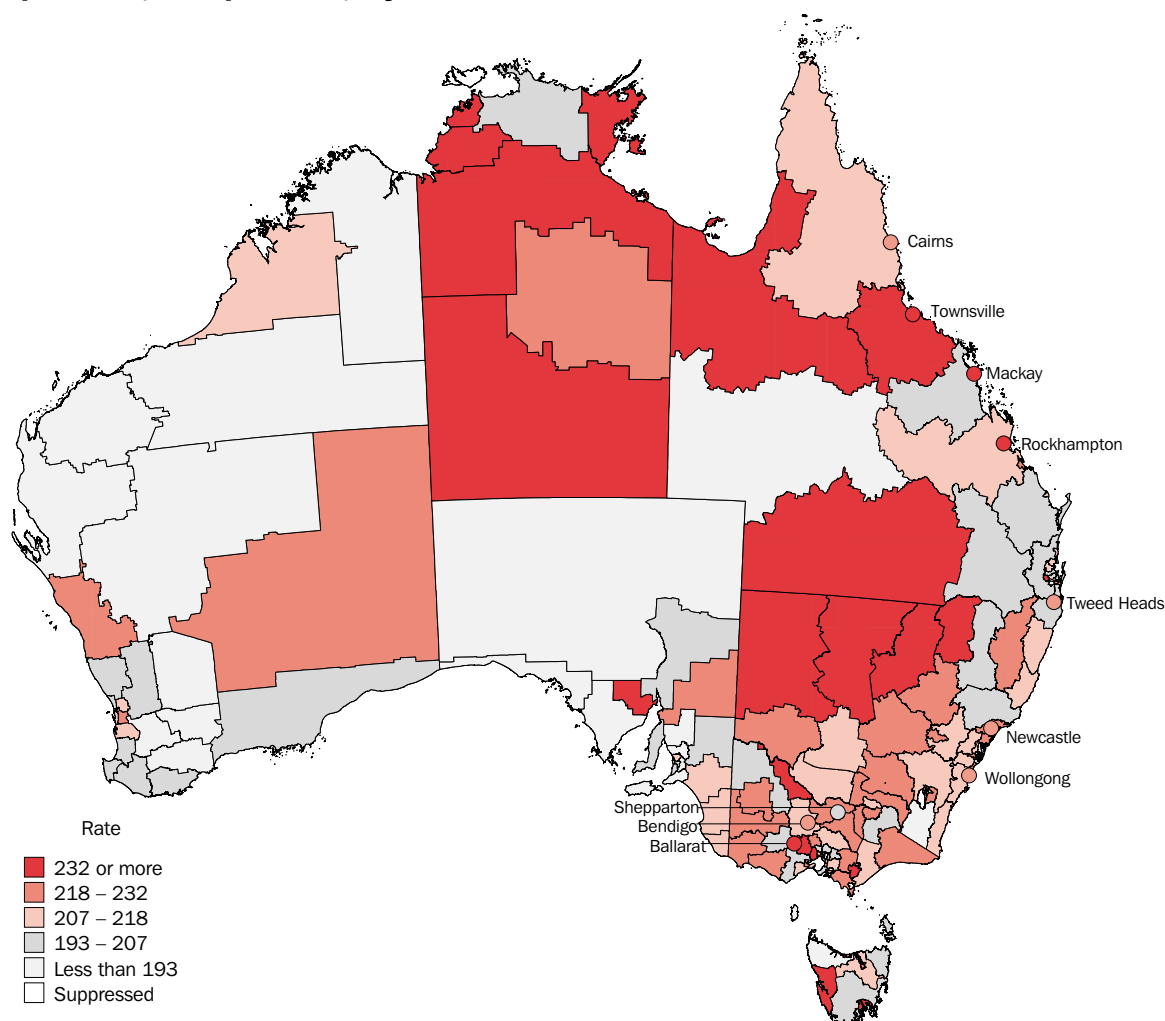 Cairns
Townsville
Mackay
Rockhampton
Tweed Heads
Newcastle
Wollongong
Shepparton
Bendigo
Ballarat
Rate
232 or more
218 – 232
207 – 218
193 – 207
Less than 193
Suppressed